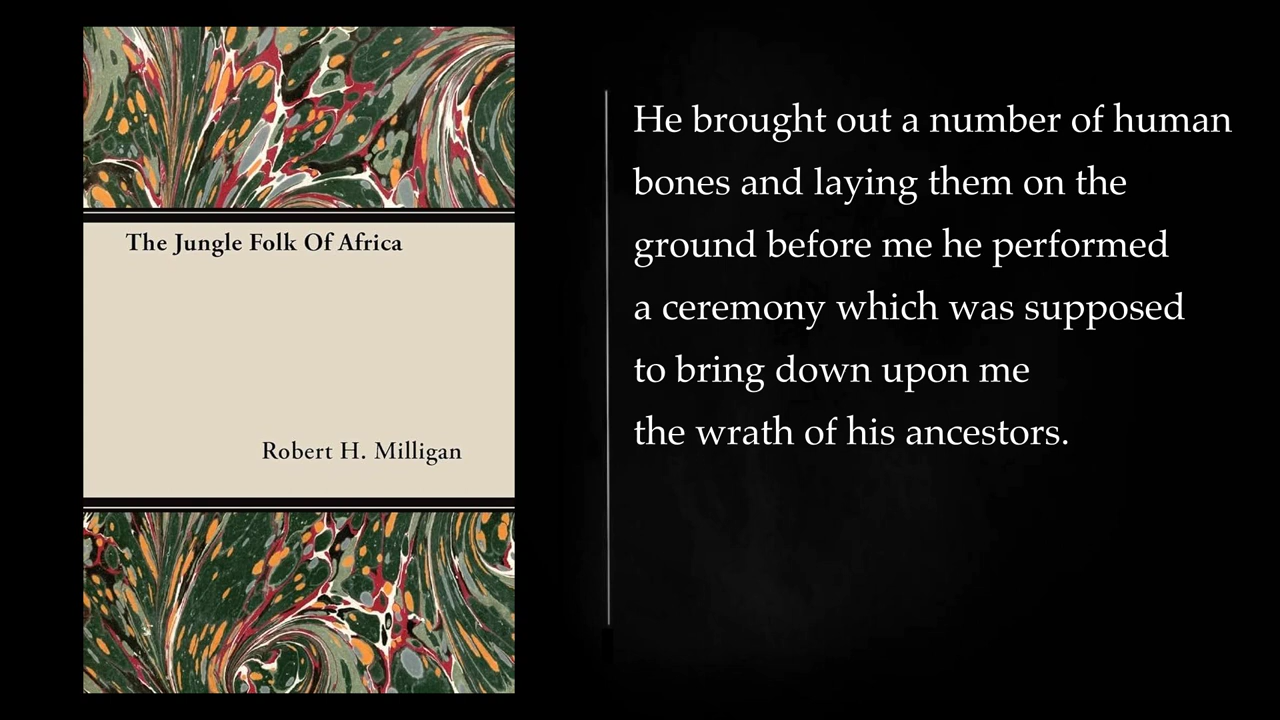 The Jungle Folk Of Africa
Robert H. Milligan
He brought out a number of human
bones and laying them on the
ground before me he performed
a ceremony which was supposed
to bring down upon me
the wrath of his ancestors.